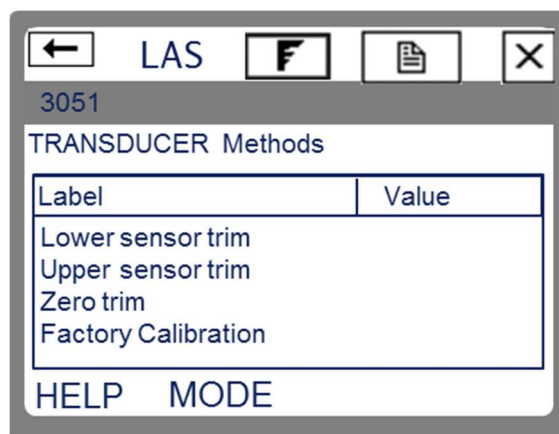 LAS
3051
TRANSDUCER Methods
Label Value
Lower sensor trim
Upper sensor trim
Zero trim
Factory Calibration
HELP MODE